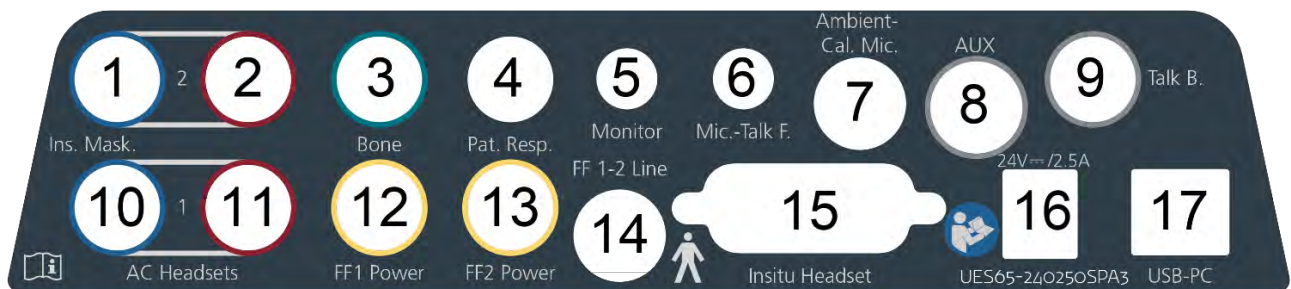 Ambient-
Cal. Mic.
AUX
1 2 2 3 4 5 6 7 8 9 Talk B.
Ins. Mask. Bone Pat. Resp. Monitor Mic.-Talk F.
FF 1-2 Line 24V⎓/2.5A
10 1 11 12 13 14 15 16 17
AC Headsets FF1 Power FF2 Power Insitu Headset UES65-240250SPA3 USB-PC